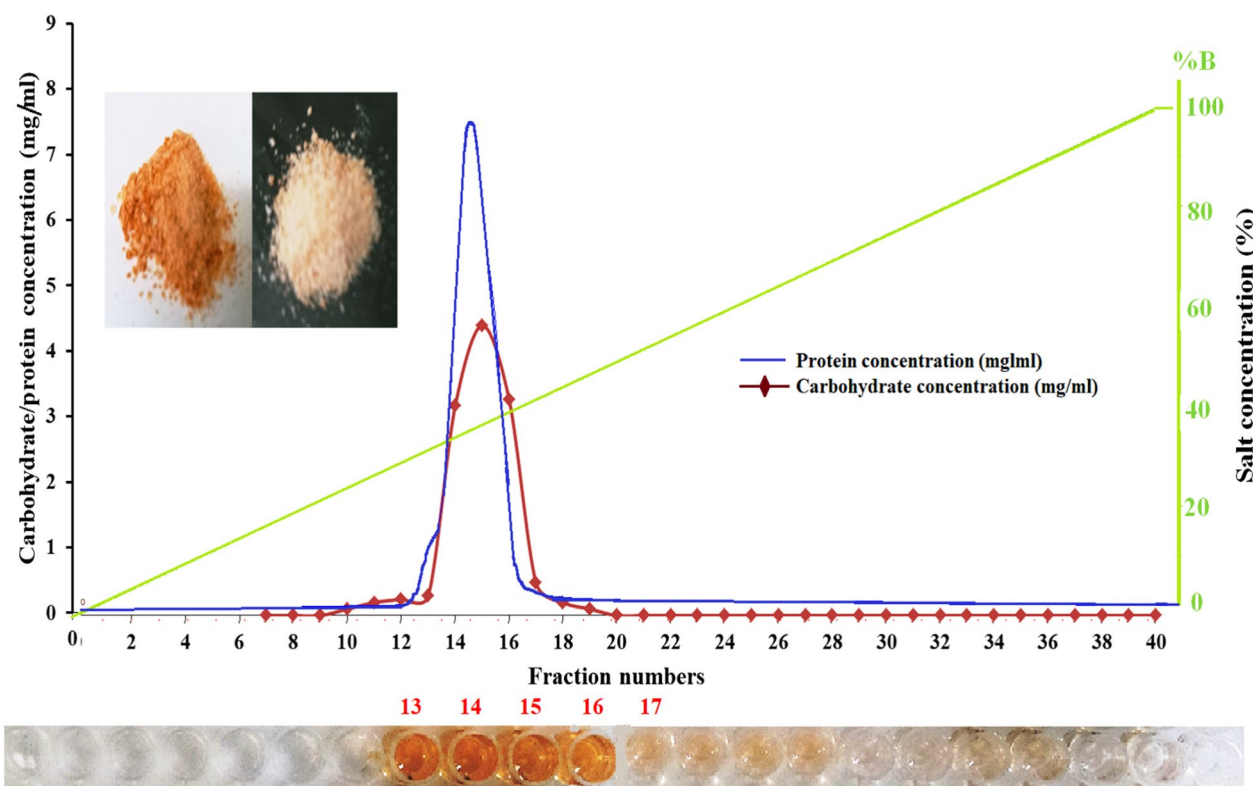 Carbohydrate/protein concentration (mg/ml)
9
8
7
6
5
4
3
2
1
0
0
%B
100
80
60
40
20
0
Salt concentration (%)
Protein concentration (mglml)
Carbohydrate concentration (mg/ml)
0 2 4 6 8 10 12 14 16 18 20 22 24 26 28 30 32 34 36 38 40
Fraction numbers
13 14 15 16 17